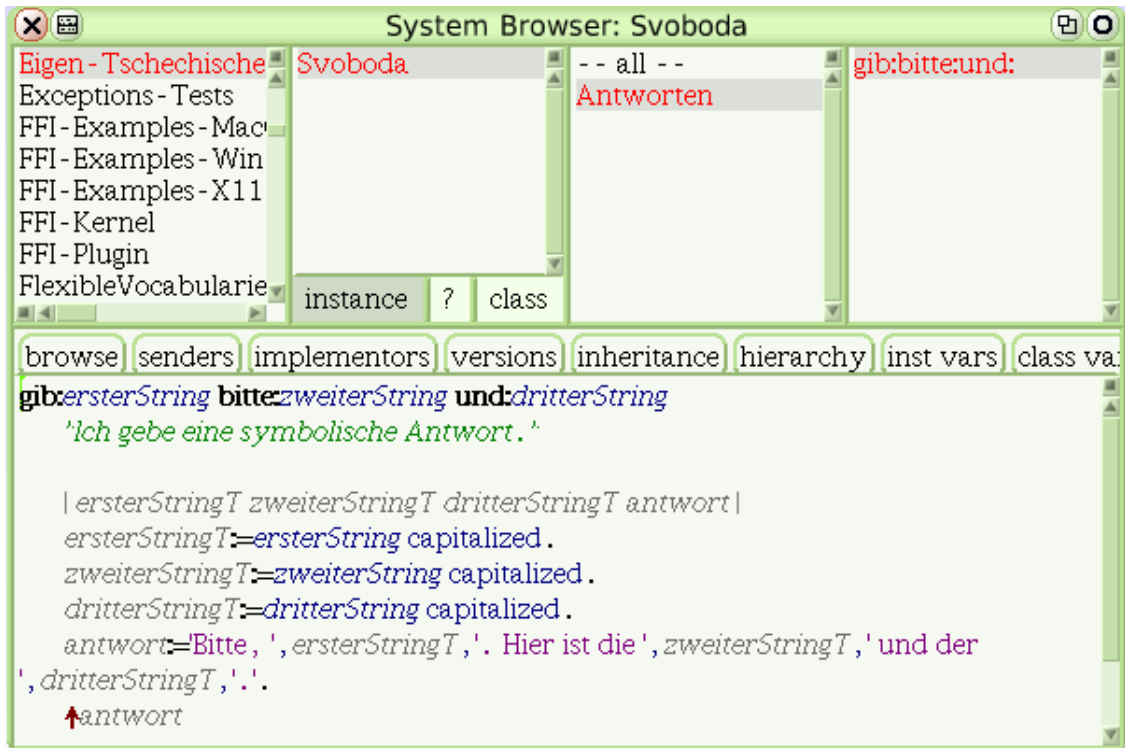 System Browser: Svoboda
Eigen-Tschechische
Exceptions-Tests
FFI-Examples-Mac
FFI-Examples-Win
FFI-Examples-X11
FFI-Kernel
FFI-Plugin
FlexibleVocabularie
Svoboda
instance ? class
-- all --
Antworten
gib:bitte:und:
browse senders implementors versions inheritance hierarchy inst vars class va
gib:ersterString bitte:zweiterString und:dritterString
"Ich gebe eine symbolische Antwort."
|ersterStringT zweiterStringT dritterStringT antwort|
ersterStringT:=ersterString capitalized.
zweiterStringT:=zweiterString capitalized.
dritterStringT:=dritterString capitalized.
antwort:='Bitte, ',ersterStringT,'. Hier ist die ',zweiterStringT,' und der
',dritterStringT,'.'.
↑antwort